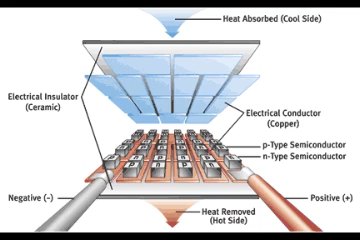 Heat Absorbed (Cool Side)
Electrical Insulator
(Ceramic)
Electrical Conductor
(Copper)
p-Type Semiconductor
n-Type Semiconductor
Negative (-)
Positive (+)
Heat Removed
(Hot Side)